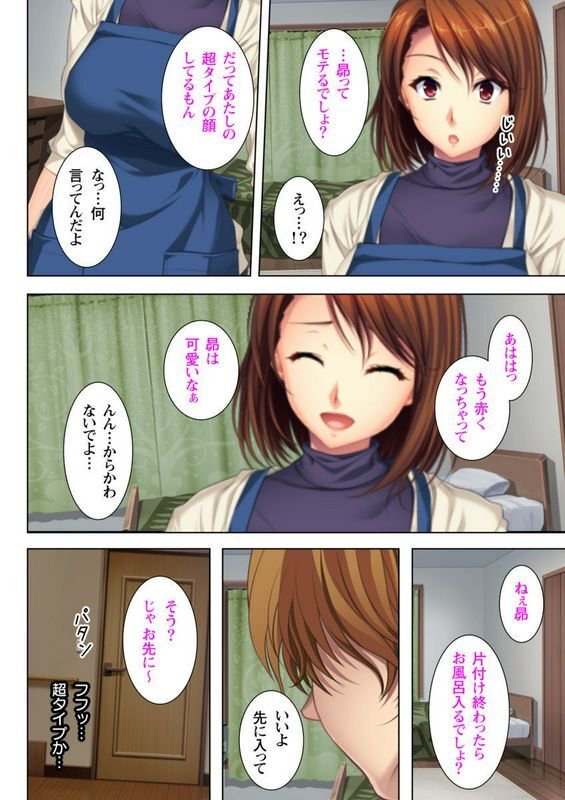 …昴って
モテるでしょ?
じいい……
えっ…!?
だってあたしの
超タイプの顔
してるもん
なっ…何
言ってんだよ
あははっ
もう赤く
なっちゃって
昴は
可愛いなぁ
んん…からかわ
ないでよ…
ねぇ昴
片付け終わったら
お風呂入るでしょ?
いいよ
先に入って
そう?
じゃお先に〜
パタン
フフッ…
超タイプか…